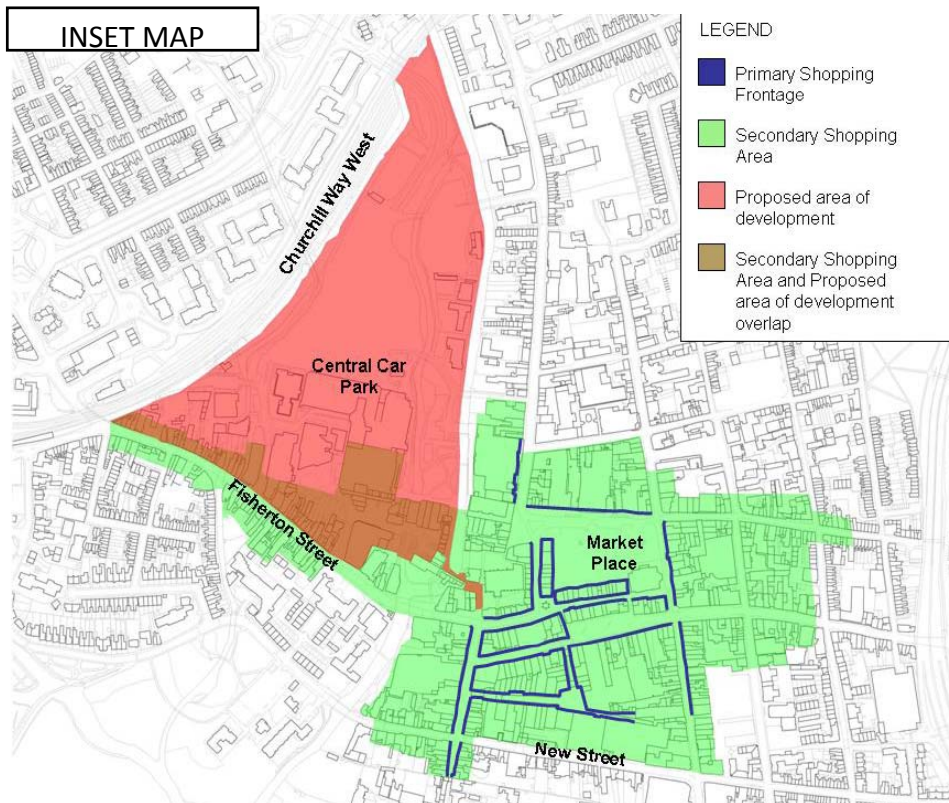 INSET MAP
LEGEND
Primary Shopping
Frontage
Secondary Shopping
Area
Proposed area of
development
Secondary Shopping
Area and Proposed
area of development
overlap
Churchill Way West
Central Car
Park
Fisherton Street
Market
Place
New Street